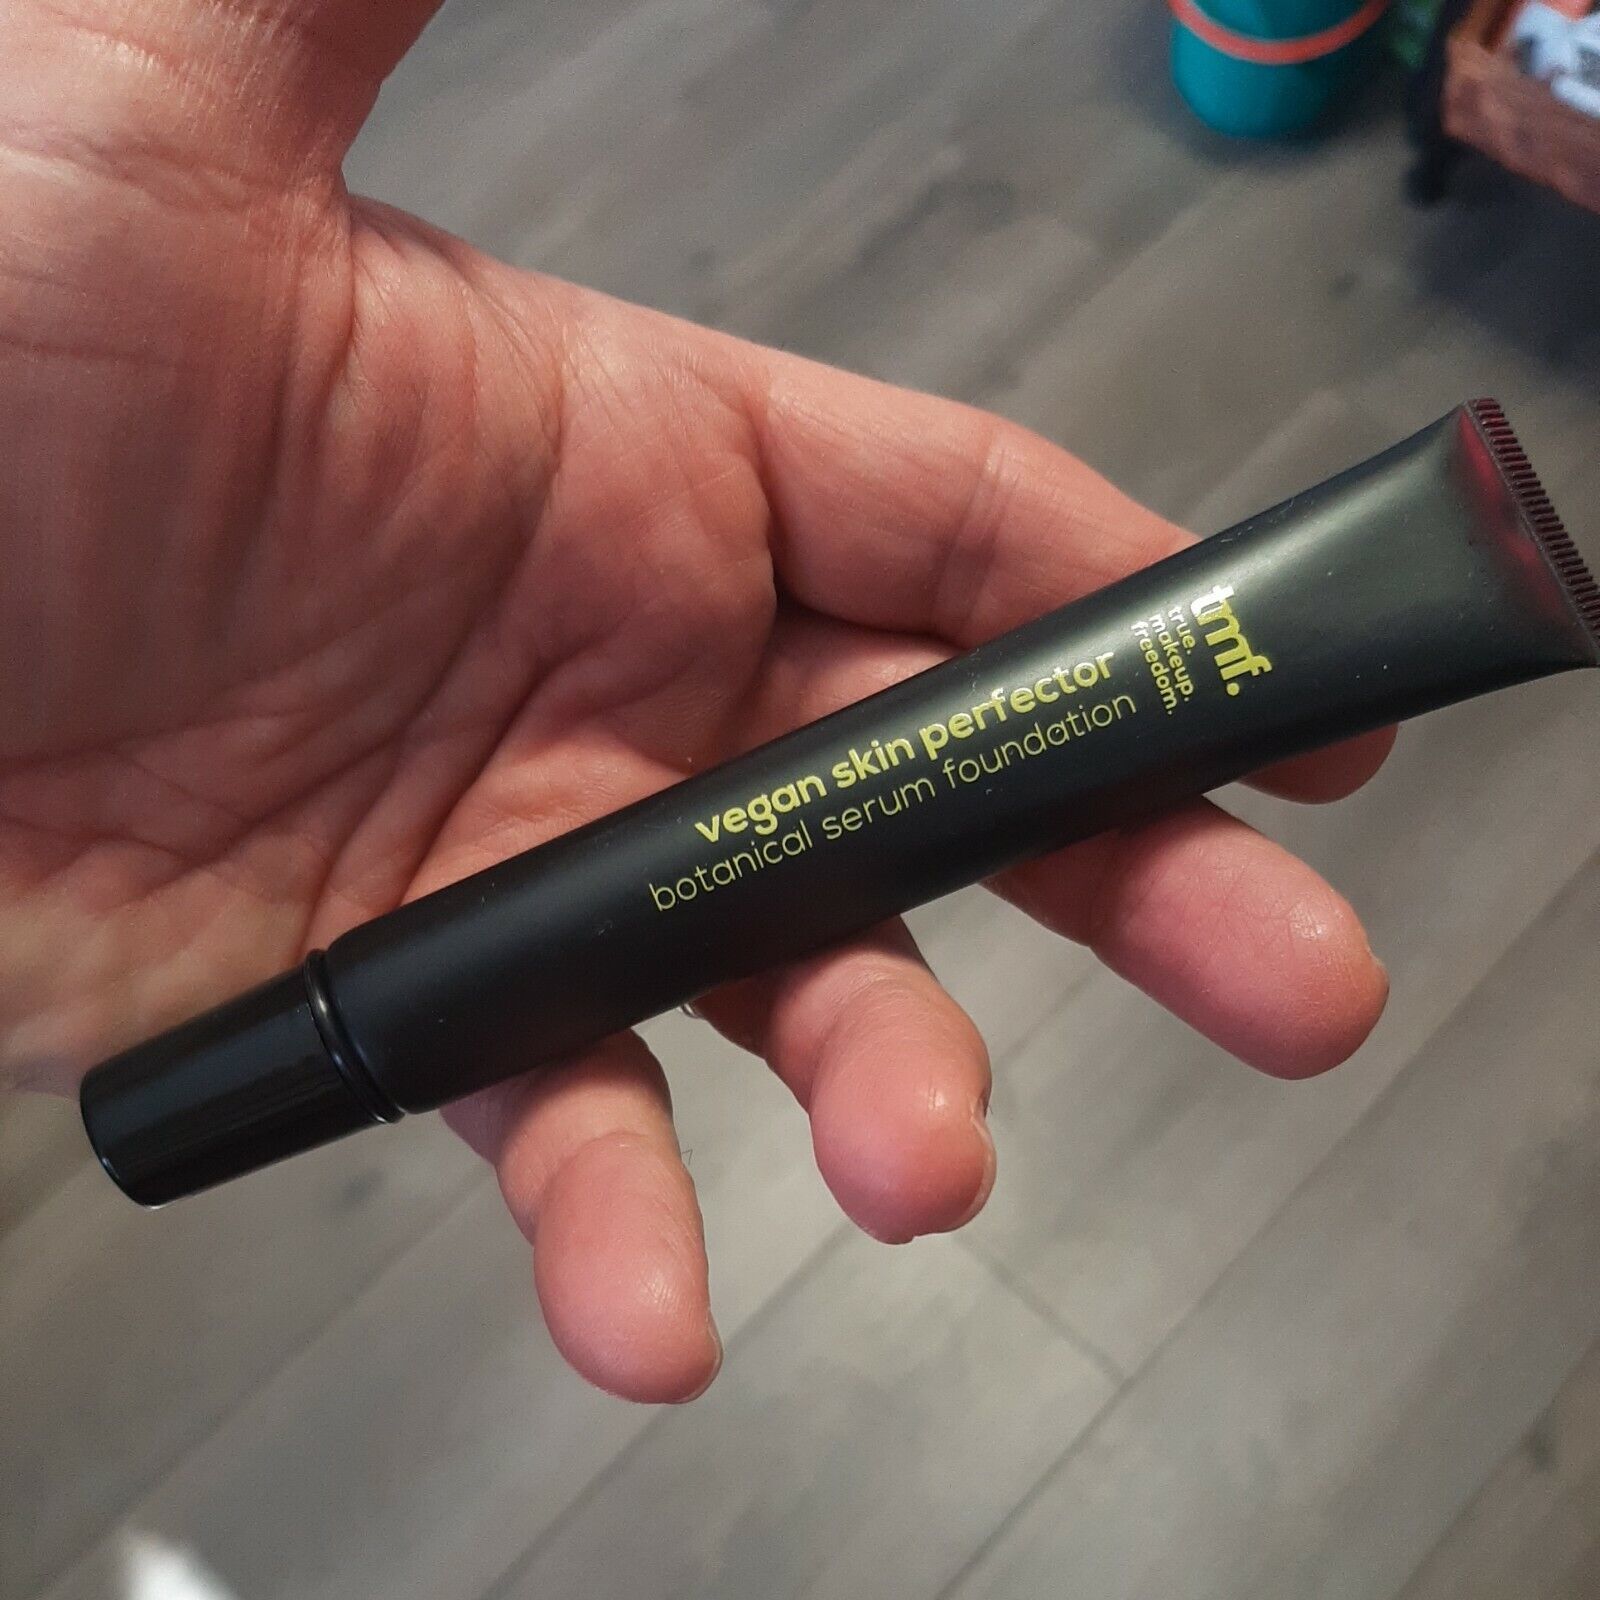 tmf.
true.
makeup.
freedom.
vegan skin perfector
botanical serum foundation